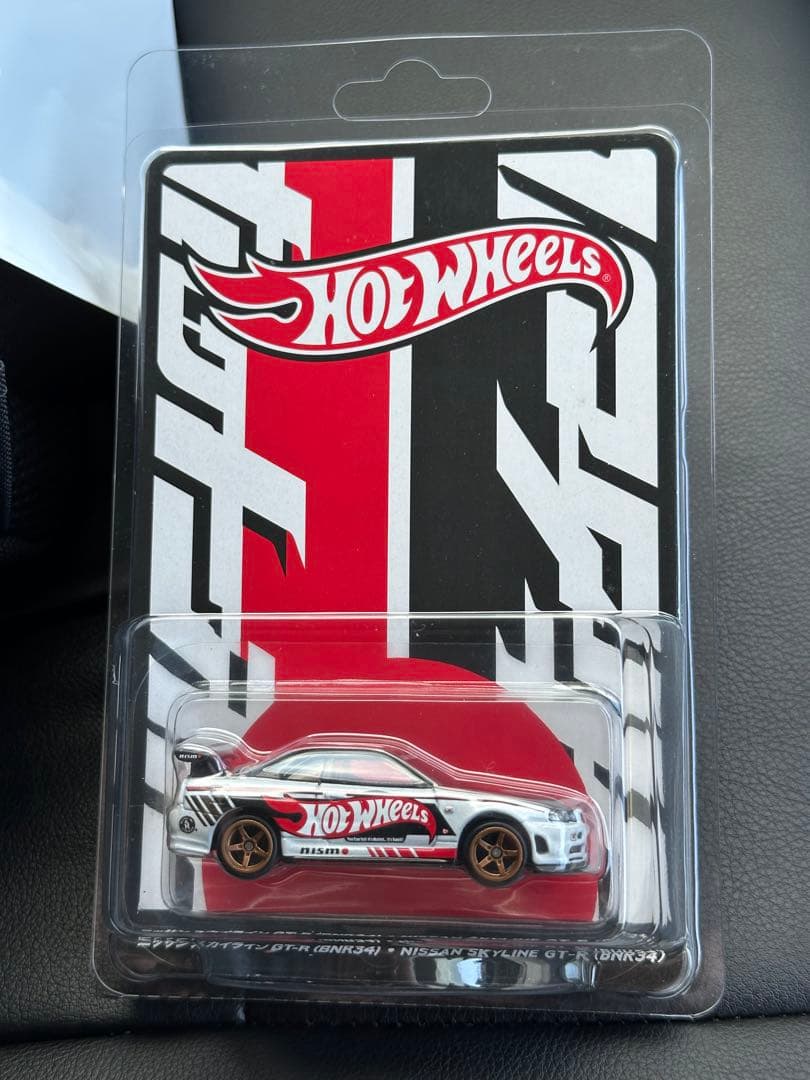 HOT WHEELS®
nismo
HOT WHEELS
nismo
ニッサン スカイライン GT-R (BNR34) • NISSAN SKYLINE GT-R (BNR34)